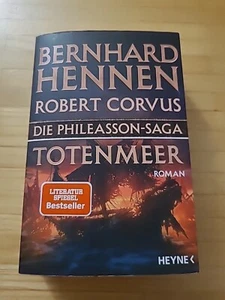 BERNHARD
HENNEN
ROBERT CORVUS
DIE PHILEASSON-SAGA
TOTENMEER
ROMAN
LITERATUR
SPIEGEL
Bestseller
HEYNE <